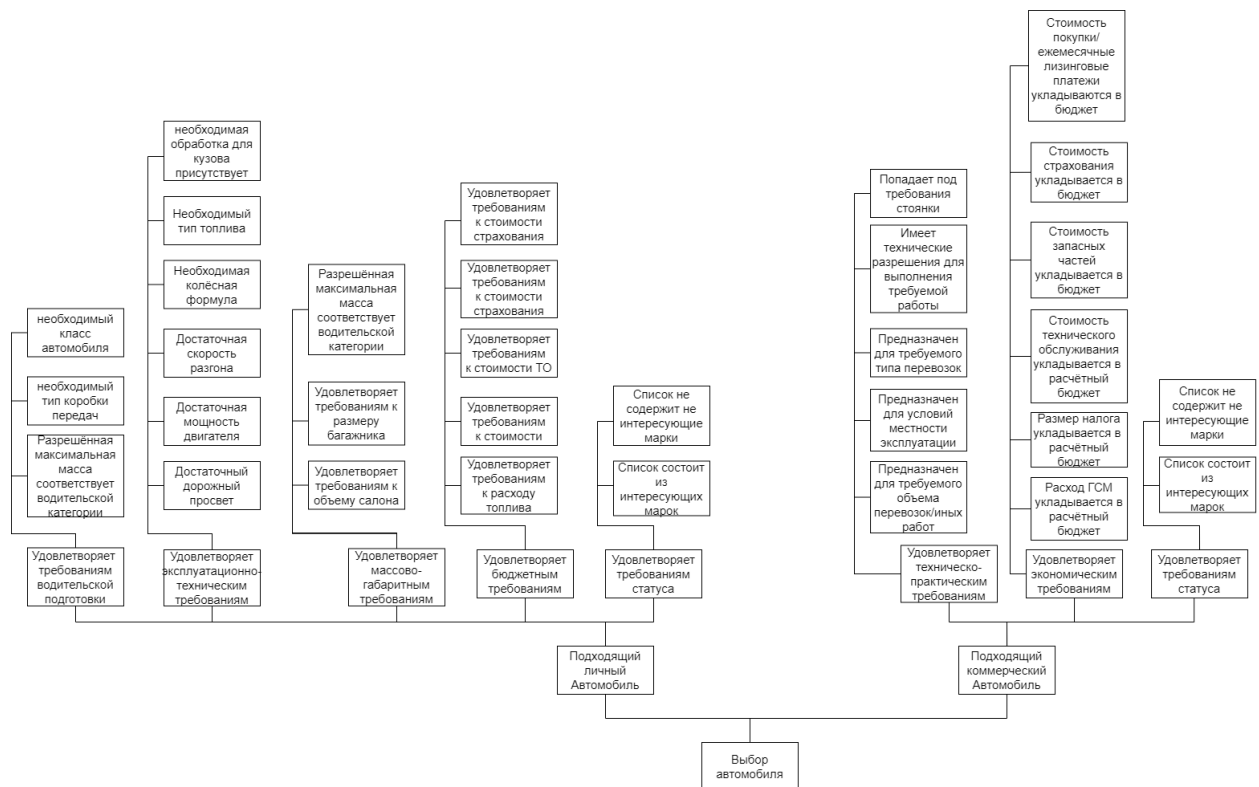 Стоимость
покупки/
ежемесячные
лизинговые
платежи
укладываются в
бюджет
необходимая
обработка для
кузова
присутствует
Необходимый
тип топлива
Необходимая
колёсная
формула
Достаточная
скорость
разгона
Достаточная
мощность
двигателя
Достаточный
дорожный
просвет
необходимый
класс
автомобиля
необходимый
тип коробки
передач
Разрешённая
максимальная
масса
соответствует
водительской
категории
Разрешённая
максимальная
масса
соответствует
водительской
категории
Удовлетворяет
требованиям к
размеру
багажника
Удовлетворяет
требованиям к
объему салона
Удовлетворяет
требованиям
к стоимости
страхования
Удовлетворяет
требованиям
к стоимости
страхования
Удовлетворяет
требованиям
к стоимости ТО
Удовлетворяет
требованиям
к стоимости
Удовлетворяет
требованиям
к расходу
топлива
Список не
содержит не
интересующие
марки
Список состоит
из
интересующих
марок
Попадает под
требования
стоянки
Имеет
технические
разрешения для
выполнения
требуемой
работы
Предназначен
для требуемого
типа перевозок
Предназначен
для условий
местности
эксплуатации
Предназначен
для требуемого
объема
перевозок/иных
работ
Стоимость
страхования
укладывается в
бюджет
Стоимость
запасных
частей
укладывается в
бюджет
Стоимость
технического
обслуживания
укладывается в
расчётный
бюджет
Размер налога
укладывается в
расчётный
бюджет
Расход ГСМ
укладывается в
расчётный
бюджет
Список не
содержит не
интересующие
марки
Список состоит
из
интересующих
марок
Удовлетворяет
требованиям
водительской
подготовки
Удовлетворяет
эксплуатационно-
техническим
требованиям
Удовлетворяет
массово-
габаритным
требованиям
Удовлетворяет
бюджетным
требованиям
Удовлетворяет
требованиям
статуса
Удовлетворяет
техническо-
практическим
требованиям
Удовлетворяет
экономическим
требованиям
Удовлетворяет
требованиям
статуса
Подходящий
личный
Автомобиль
Подходящий
коммерческий
Автомобиль
Выбор
автомобиля